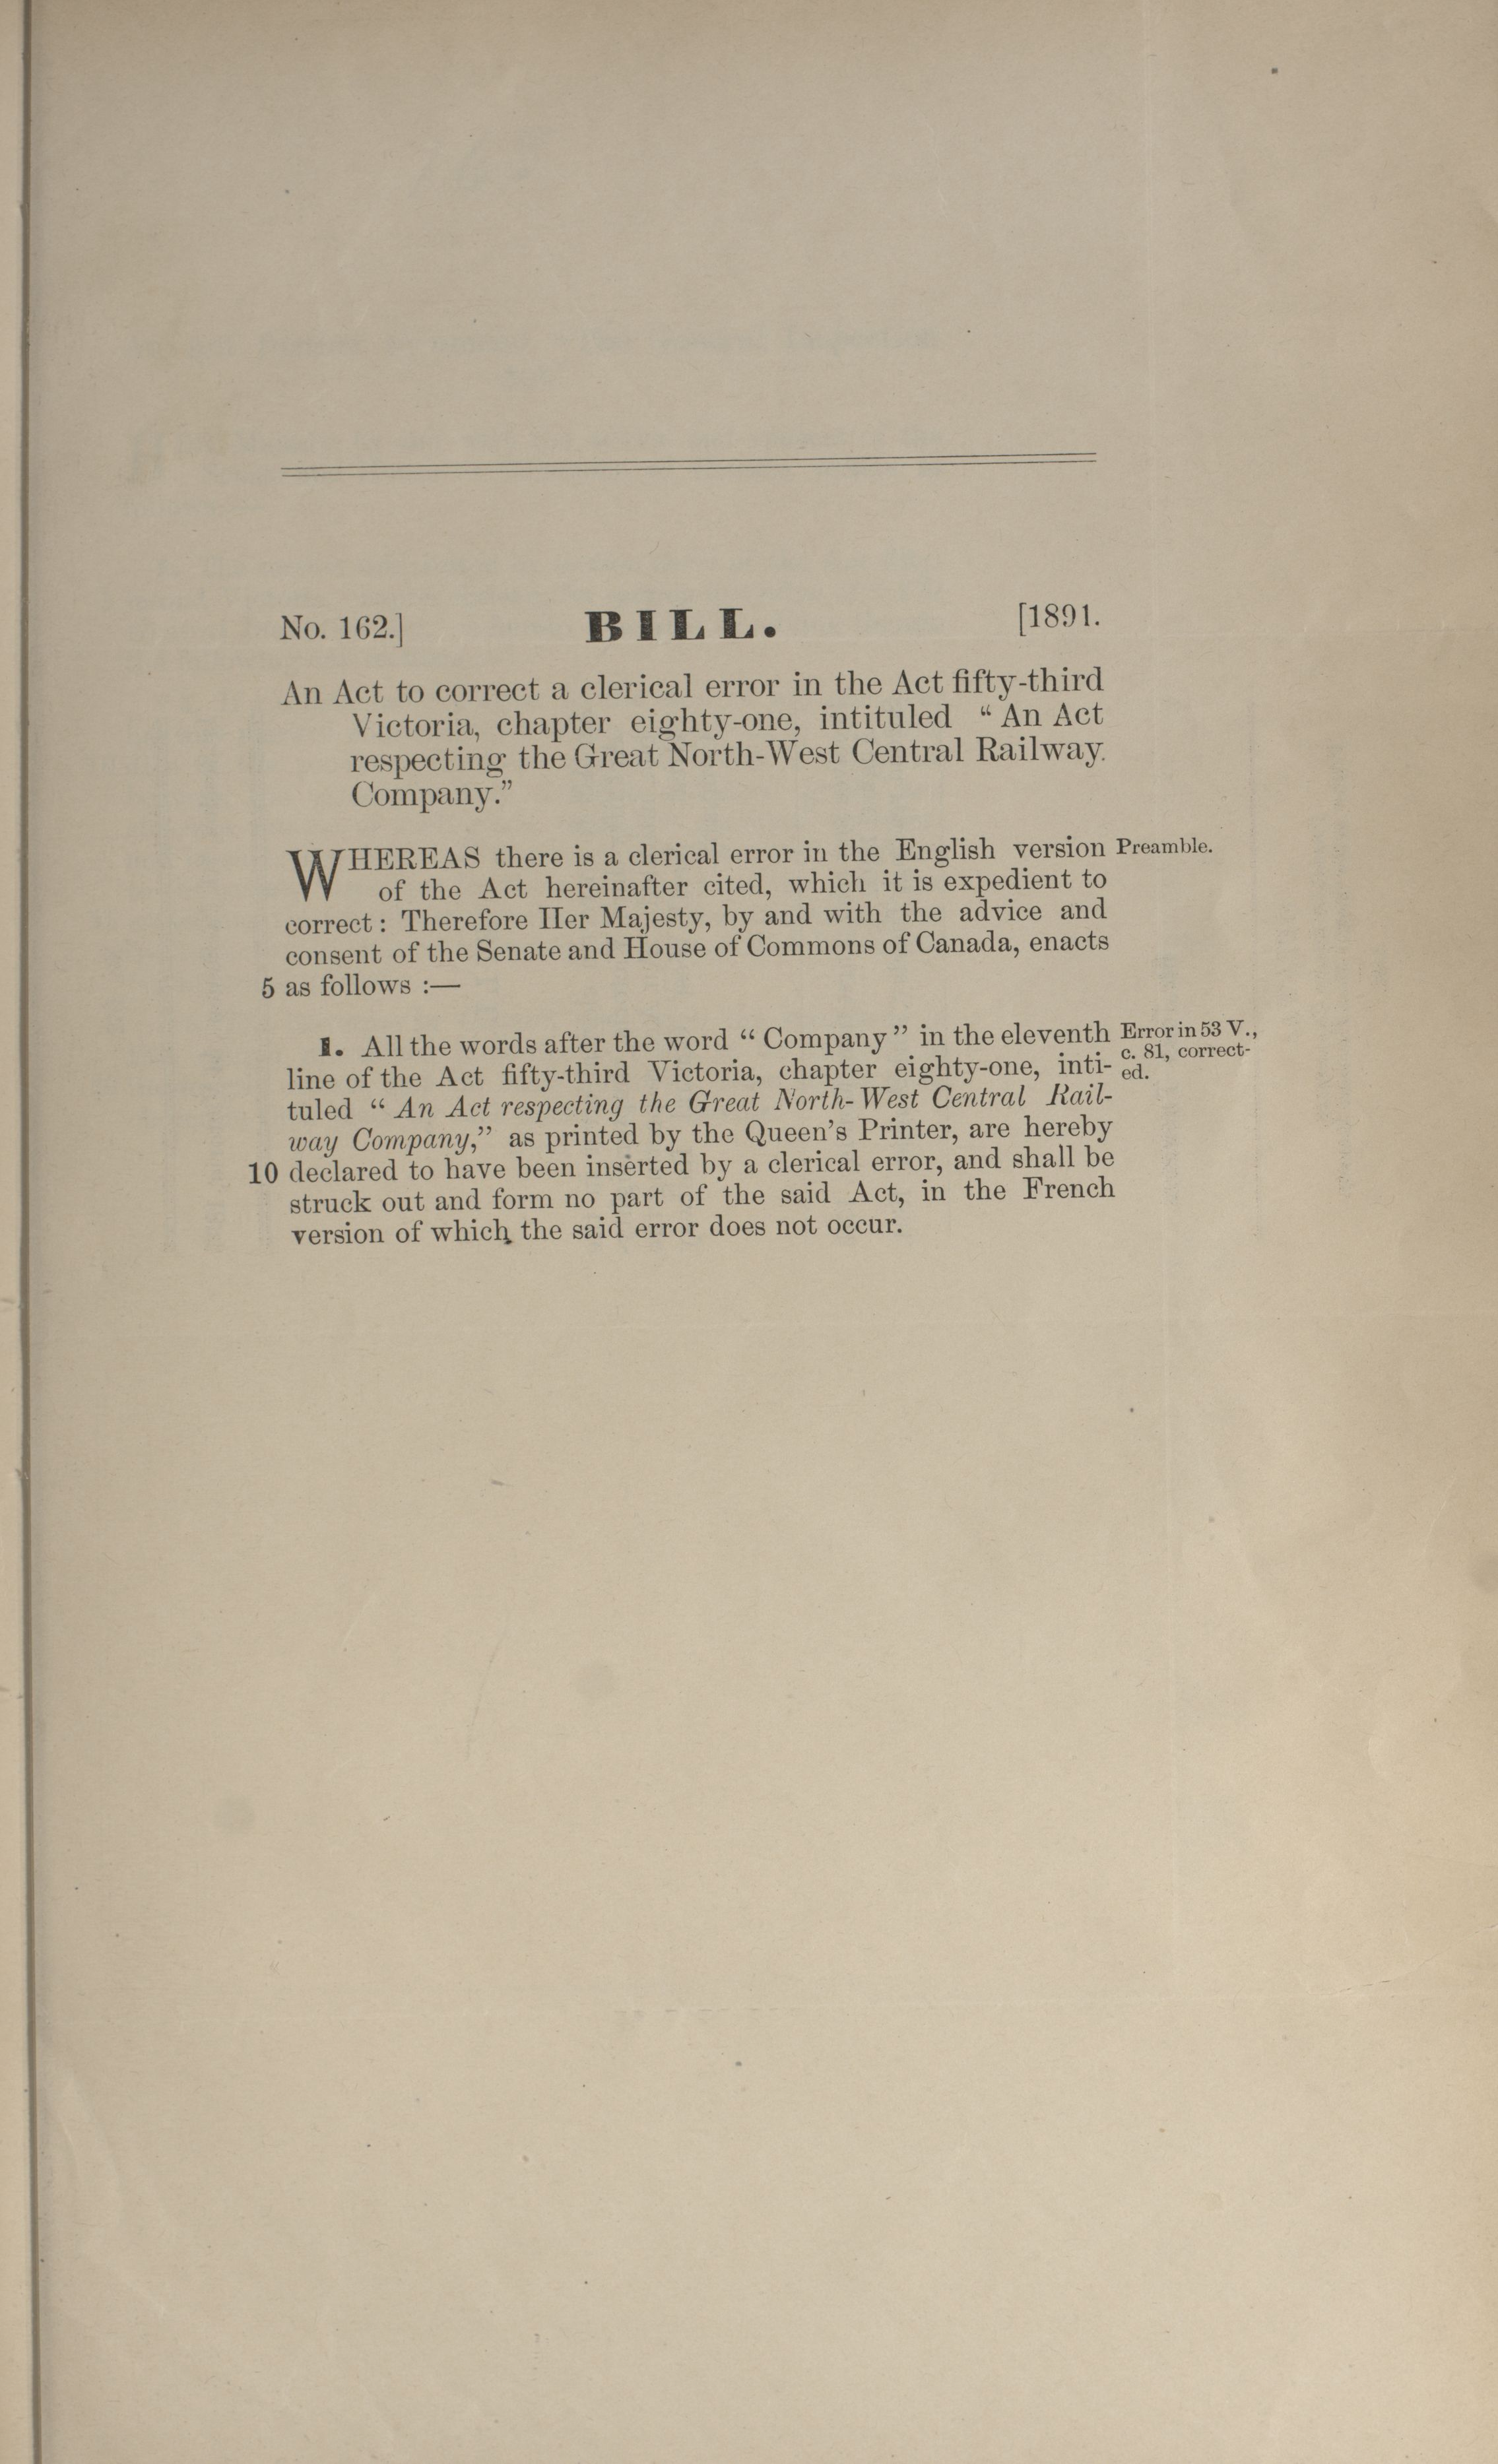 No. 162.] BILL. [1891.
An Act to correct a clerical error in the Act fifty-third
Victoria, chapter eighty-one, intituled “ An Act
respecting the Great North-West Central Railway.
Company.”
WHEREAS there is a clerical error in the English version Preamble.
of the Act hereinafter cited, which it is expedient to
correct : Therefore Her Majesty, by and with the advice and
consent of the Senate and House of Commons of Canada, enacts
5 as follows :—
1. All the words after the word “ Company ” in the eleventh Error in 53 V.,
line of the Act fifty-third Victoria, chapter eighty-one, inti- c. 81, correct-
ed.
tuled “ An Act respecting the Great North-West Central Rail-
way Company,” as printed by the Queen’s Printer, are hereby
10 declared to have been inserted by a clerical error, and shall be
struck out and form no part of the said Act, in the French
version of which the said error does not occur.